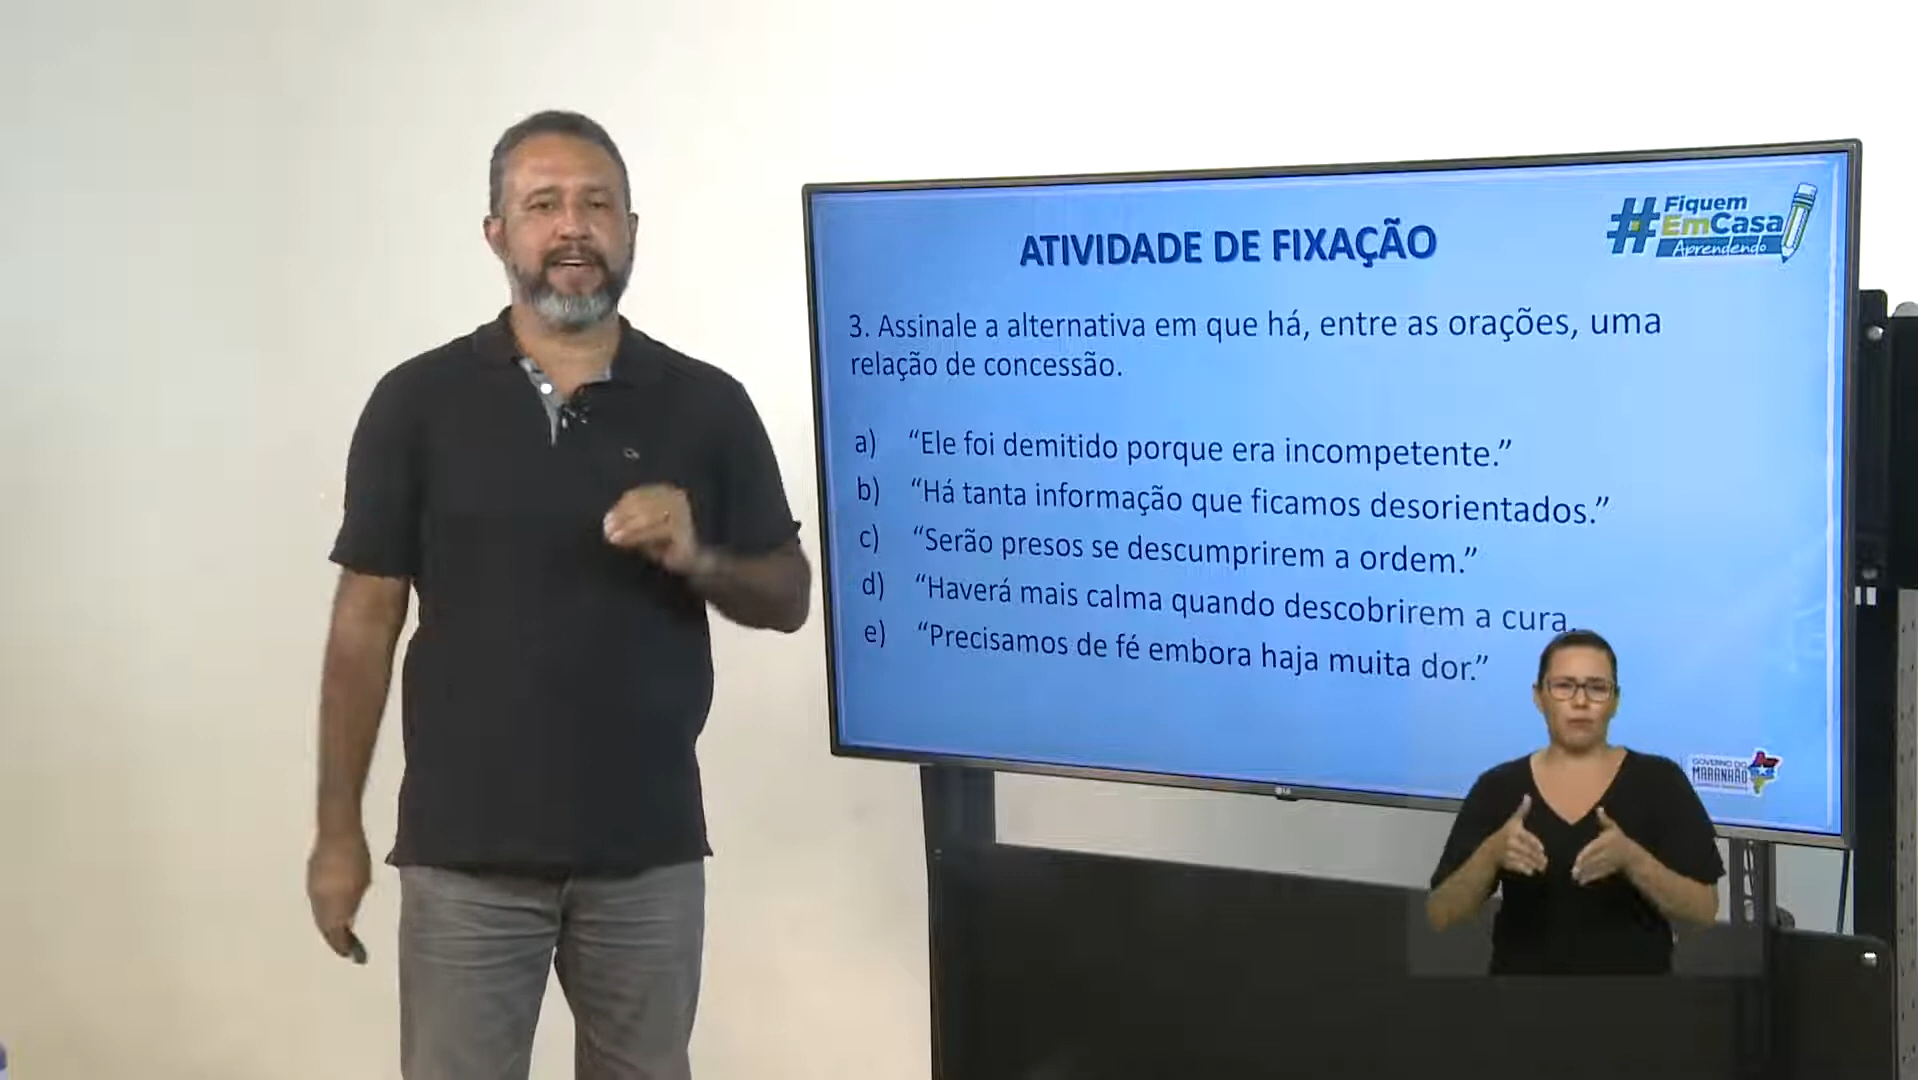 #Fiquem
EmCasa
Aprendendo
ATIVIDADE DE FIXAÇÃO
3. Assinale a alternativa em que há, entre as orações, uma
relação de concessão.
a) “Ele foi demitido porque era incompetente.”
b) “Há tanta informação que ficamos desorientados.”
c) “Serão presos se descumprirem a ordem.”
d) “Haverá mais calma quando descobrirem a cura.
e) “Precisamos de fé embora haja muita dor.”
GOVERNO DO
MARANHÃO
LG